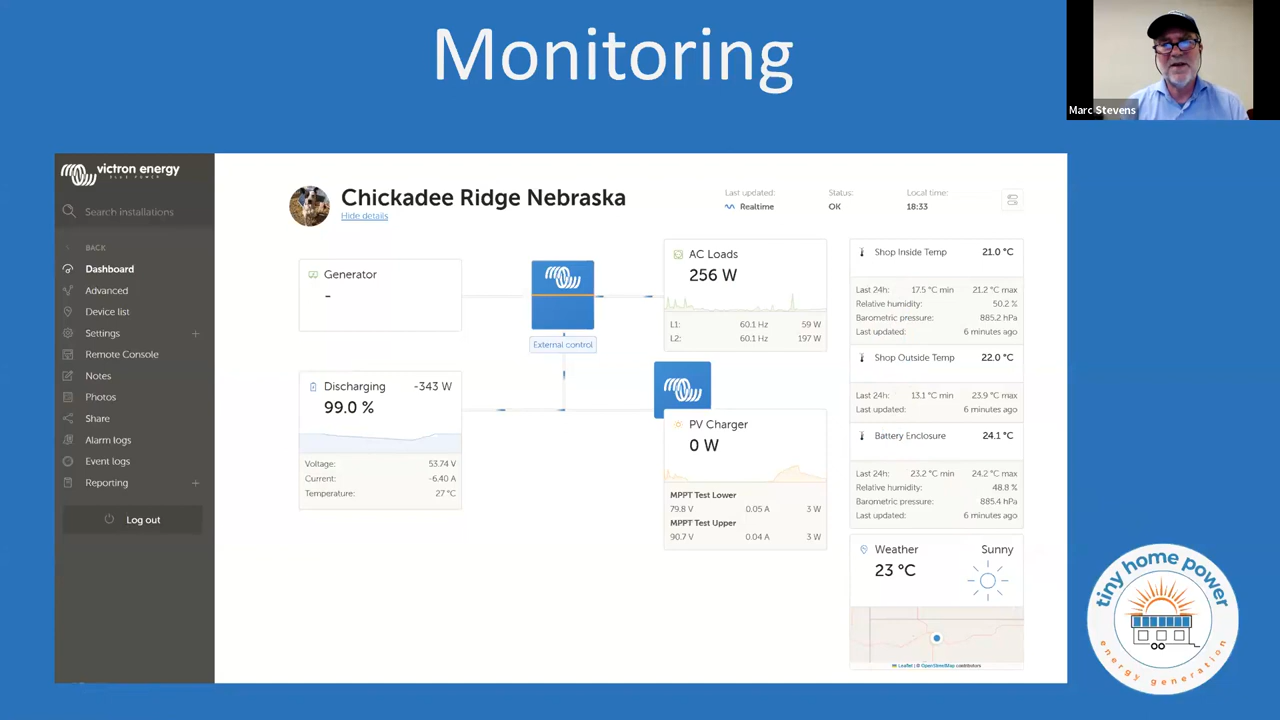 Monitoring
Marc Stevens
victron energy
BLUE POWER
Search installations
BACK
Dashboard
Advanced
Device list
Settings +
Remote Console
Notes
Photos
Share
Alarm logs
Event logs
Reporting +
Log out
Chickadee Ridge Nebraska
Hide details
Last updated:
Realtime
Status:
OK
Local time:
18:33
Generator
-
External control
Discharging -343 W
99.0 %
Voltage: 53.74 V
Current: -6.40 A
Temperature: 27 °C
AC Loads
256 W
L1: 60.1 Hz 59 W
L2: 60.1 Hz 197 W
PV Charger
0 W
MPPT Test Lower
79.8 V 0.05 A 3 W
MPPT Test Upper
90.7 V 0.04 A 3 W
Shop Inside Temp 21.0 °C
Last 24h: 17.5 °C min 21.2 °C max
Relative humidity: 50.2 %
Barometric pressure: 885.2 hPa
Last updated: 6 minutes ago
Shop Outside Temp 22.0 °C
Last 24h: 13.1 °C min 23.9 °C max
Last updated: 6 minutes ago
Battery Enclosure 24.1 °C
Last 24h: 23.2 °C min 24.2 °C max
Relative humidity: 48.8 %
Barometric pressure: 885.4 hPa
Last updated: 6 minutes ago
Weather Sunny
23 °C
Leaflet | © OpenStreetMap contributors
tiny home power
energy generation